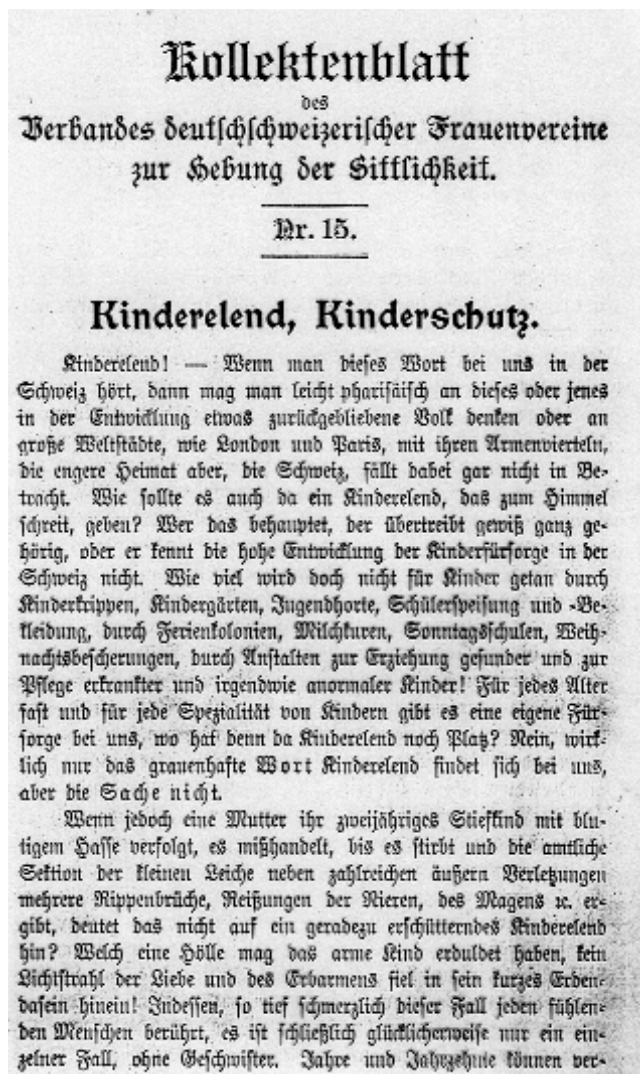 Kollektenblatt
des
Verbandes deutschschweizerischer Frauenvereine
zur Hebung der Sittlichkeit.
Nr. 15.
Kinderelend, Kinderschutz.
Kinderelend! — Wenn man dieses Wort bei uns in der
Schweiz hört, dann mag man leicht pharisäisch an dieses oder jenes
in der Entwicklung etwas zurückgebliebene Volk denken oder an
große Weltstädte, wie London und Paris, mit ihren Armenvierteln,
die engere Heimat aber, die Schweiz, fällt dabei gar nicht in Be-
tracht. Wie sollte es auch da ein Kinderelend, das zum Himmel
schreit, geben? Wer das behauptet, der übertreibt gewiß ganz ge-
hörig, oder er kennt die hohe Entwicklung der Kinderfürsorge in der
Schweiz nicht. Wie viel wird doch nicht für Kinder getan durch
Kinderkrippen, Kindergärten, Jugendhorte, Schülerspeisung und -Be-
kleidung, durch Ferienkolonien, Milchkuren, Sonntagsschulen, Weih-
nachtsbescherungen, durch Anstalten zur Erziehung gesunder und zur
Pflege erkrankter und irgendwie anormaler Kinder! Für jedes Alter
fast und für jede Spezialität von Kindern gibt es eine eigene Für-
sorge bei uns, wo hat denn da Kinderelend noch Platz? Nein, wirk-
lich nur das grauenhafte Wort Kinderelend findet sich bei uns,
aber die Sache nicht.
Wenn jedoch eine Mutter ihr zweijähriges Stiefkind mit blu-
tigem Hasse verfolgt, es mißhandelt, bis es stirbt und die amtliche
Sektion der kleinen Leiche neben zahlreichen äußern Verletzungen
mehrere Rippenbrüche, Reißungen der Nieren, des Magens ꝛc. er-
gibt, deutet das nicht auf ein geradezu erschütterndes Kinderelend
hin? Welch eine Hölle mag das arme Kind erduldet haben, kein
Lichtstrahl der Liebe und des Erbarmens fiel in sein kurzes Erden-
dasein hinein! Indessen, so tief schmerzlich dieser Fall jeden fühlen-
den Menschen berührt, es ist schließlich glücklicherweise nur ein ein-
zelner Fall, ohne Geschwister. Jahre und Jahrzehnte können ver-